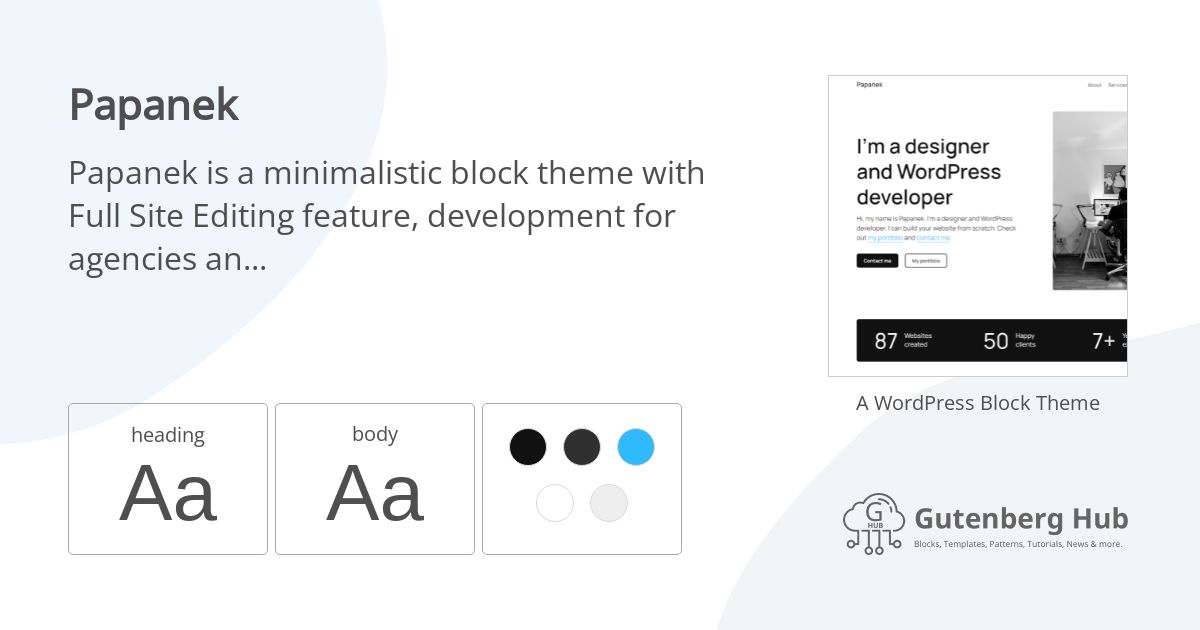 Papanek
Papanek is a minimalistic block theme with
Full Site Editing feature, development for
agencies an...
heading
Aa
body
Aa
Papanek
About Services
I'm a designer
and WordPress
developer
Hi, my name is Papanek. I'm a designer and WordPress
developer. I can build your website from scratch. Check
out my portfolio and contact me.
Contact me
My portfolio
87 Websites
created
50 Happy
clients
7+
A WordPress Block Theme
G
HUB
Gutenberg Hub
Blocks, Templates, Patterns, Tutorials, News & more.